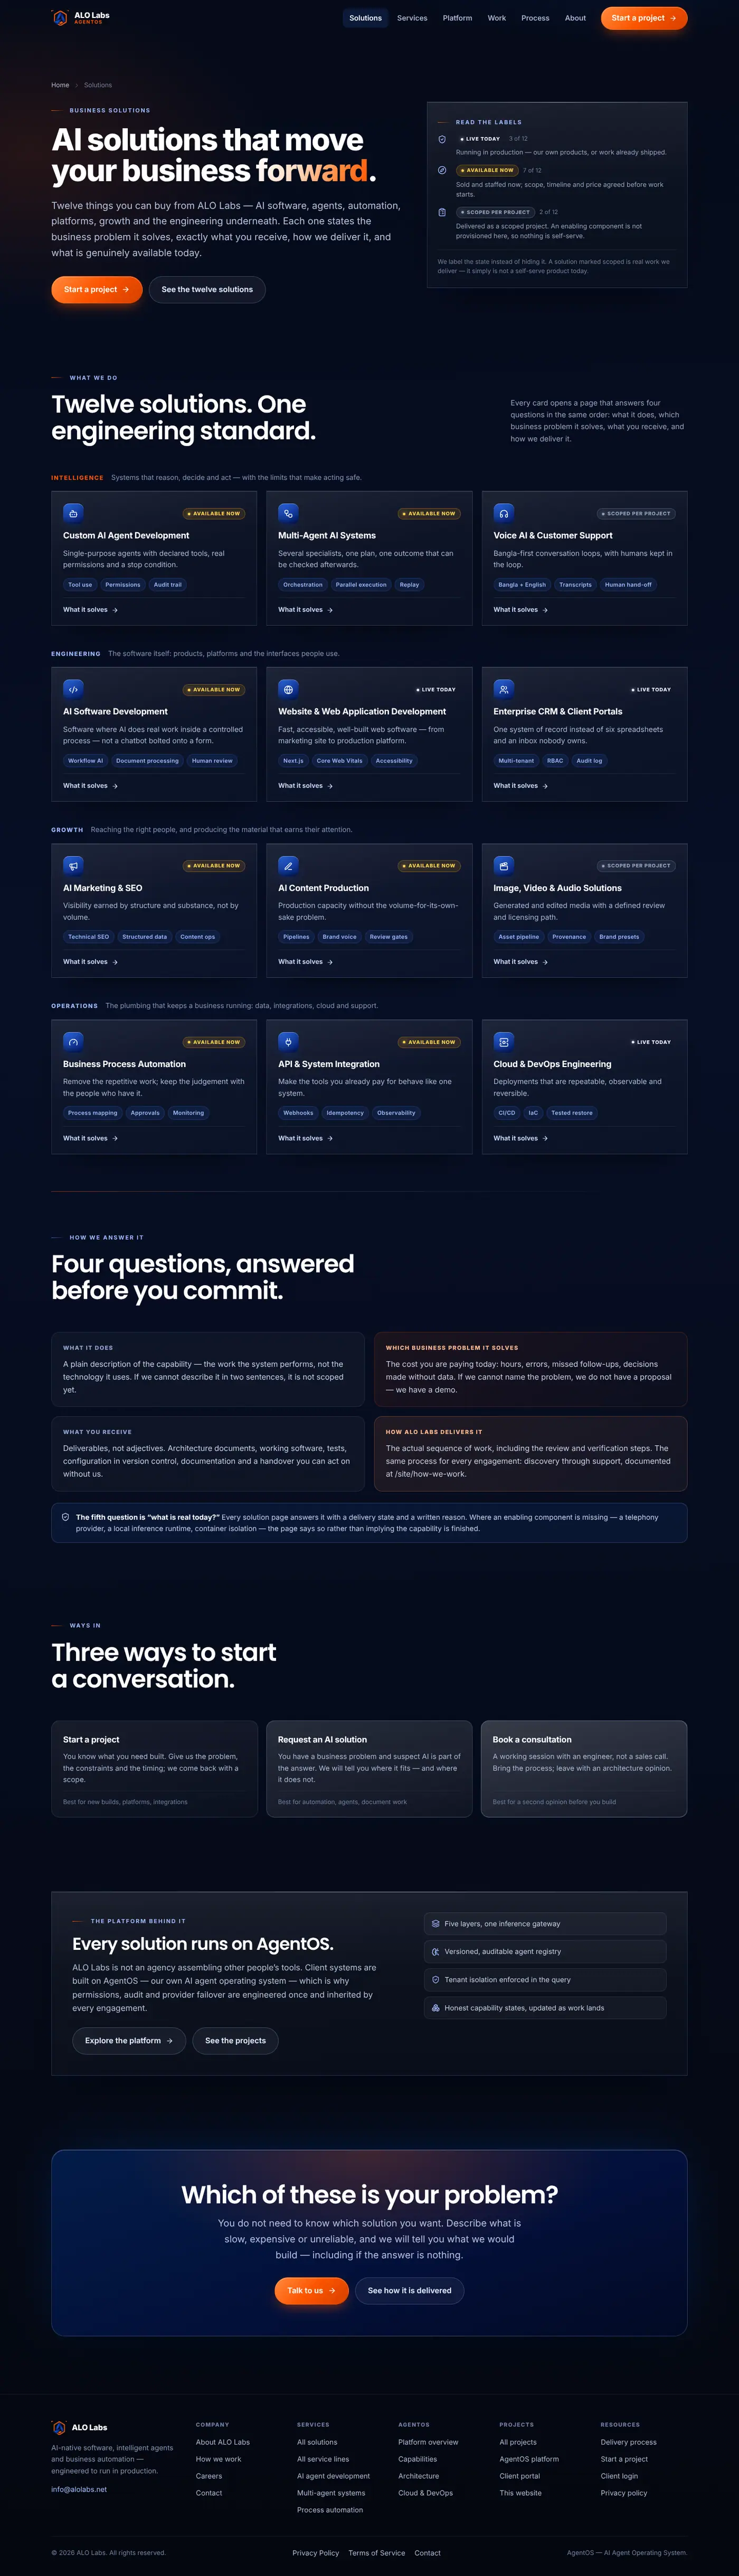 ALO Labs
AGENTOS
Solutions
Services
Platform
Work
Process
About
Start a project →
Home › Solutions
BUSINESS SOLUTIONS
AI solutions that move
your business forward.
Twelve things you can buy from ALO Labs — AI software, agents, automation,
platforms, growth and the engineering underneath. Each one states the
business problem it solves, exactly what you receive, how we deliver it, and
what is genuinely available today.
Start a project →
See the twelve solutions
READ THE LABELS
LIVE TODAY 3 of 12
Running in production — our own products, or work already shipped.
AVAILABLE NOW 7 of 12
Sold and staffed now; scope, timeline and price agreed before work
starts.
SCOPED PER PROJECT 2 of 12
Delivered as a scoped project. An enabling component is not
provisioned here, so nothing is self-serve.
We label the state instead of hiding it. A solution marked scoped is real work we
deliver — it simply is not a self-serve product today.
WHAT WE DO
Twelve solutions. One
engineering standard.
Every card opens a page that answers four
questions in the same order: what it does, which
business problem it solves, what you receive, and
how we deliver it.
INTELLIGENCE Systems that reason, decide and act — with the limits that make acting safe.
AVAILABLE NOW
Custom AI Agent Development
Single-purpose agents with declared tools, real
permissions and a stop condition.
Tool use Permissions Audit trail
What it solves →
AVAILABLE NOW
Multi-Agent AI Systems
Several specialists, one plan, one outcome that can
be checked afterwards.
Orchestration Parallel execution Replay
What it solves →
SCOPED PER PROJECT
Voice AI & Customer Support
Bangla-first conversation loops, with humans kept in
the loop.
Bangla + English Transcripts Human hand-off
What it solves →
ENGINEERING The software itself: products, platforms and the interfaces people use.
AVAILABLE NOW
AI Software Development
Software where AI does real work inside a controlled
process — not a chatbot bolted onto a form.
Workflow AI Document processing Human review
What it solves →
LIVE TODAY
Website & Web Application Development
Fast, accessible, well-built web software — from
marketing site to production platform.
Next.js Core Web Vitals Accessibility
What it solves →
LIVE TODAY
Enterprise CRM & Client Portals
One system of record instead of six spreadsheets
and an inbox nobody owns.
Multi-tenant RBAC Audit log
What it solves →
GROWTH Reaching the right people, and producing the material that earns their attention.
AVAILABLE NOW
AI Marketing & SEO
Visibility earned by structure and substance, not by
volume.
Technical SEO Structured data Content ops
What it solves →
AVAILABLE NOW
AI Content Production
Production capacity without the volume-for-its-own-
sake problem.
Pipelines Brand voice Review gates
What it solves →
SCOPED PER PROJECT
Image, Video & Audio Solutions
Generated and edited media with a defined review
and licensing path.
Asset pipeline Provenance Brand presets
What it solves →
OPERATIONS The plumbing that keeps a business running: data, integrations, cloud and support.
AVAILABLE NOW
Business Process Automation
Remove the repetitive work; keep the judgement with
the people who have it.
Process mapping Approvals Monitoring
What it solves →
AVAILABLE NOW
API & System Integration
Make the tools you already pay for behave like one
system.
Webhooks Idempotency Observability
What it solves →
LIVE TODAY
Cloud & DevOps Engineering
Deployments that are repeatable, observable and
reversible.
CI/CD IaC Tested restore
What it solves →
HOW WE ANSWER IT
Four questions, answered
before you commit.
WHAT IT DOES
A plain description of the capability — the work the system performs, not the
technology it uses. If we cannot describe it in two sentences, it is not scoped
yet.
WHICH BUSINESS PROBLEM IT SOLVES
The cost you are paying today: hours, errors, missed follow-ups, decisions
made without data. If we cannot name the problem, we do not have a proposal
— we have a demo.
WHAT YOU RECEIVE
Deliverables, not adjectives. Architecture documents, working software, tests,
configuration in version control, documentation and a handover you can act on
without us.
HOW ALO LABS DELIVERS IT
The actual sequence of work, including the review and verification steps. The
same process for every engagement: discovery through support, documented
at /site/how-we-work.
The fifth question is “what is real today?” Every solution page answers it with a delivery state and a written reason. Where an enabling component is missing — a telephony
provider, a local inference runtime, container isolation — the page says so rather than implying the capability is finished.
WAYS IN
Three ways to start
a conversation.
Start a project
You know what you need built. Give us the problem,
the constraints and the timing; we come back with a
scope.
Best for new builds, platforms, integrations
Request an AI solution
You have a business problem and suspect AI is part of
the answer. We will tell you where it fits — and where
it does not.
Best for automation, agents, document work
Book a consultation
A working session with an engineer, not a sales call.
Bring the process; leave with an architecture opinion.
Best for a second opinion before you build
THE PLATFORM BEHIND IT
Every solution runs on AgentOS.
ALO Labs is not an agency assembling other people’s tools. Client systems are
built on AgentOS — our own AI agent operating system — which is why
permissions, audit and provider failover are engineered once and inherited by
every engagement.
Explore the platform →
See the projects
Five layers, one inference gateway
Versioned, auditable agent registry
Tenant isolation enforced in the query
Honest capability states, updated as work lands
Which of these is your problem?
You do not need to know which solution you want. Describe what is
slow, expensive or unreliable, and we will tell you what we would
build — including if the answer is nothing.
Talk to us →
See how it is delivered
ALO Labs
AI-native software, intelligent agents
and business automation —
engineered to run in production.
info@alolabs.net
COMPANY
About ALO Labs
How we work
Careers
Contact
SERVICES
All solutions
All service lines
AI agent development
Multi-agent systems
Process automation
AGENTOS
Platform overview
Capabilities
Architecture
Cloud & DevOps
PROJECTS
All projects
AgentOS platform
Client portal
This website
RESOURCES
Delivery process
Start a project
Client login
Privacy policy
© 2026 ALO Labs. All rights reserved.
Privacy Policy
Terms of Service
Contact
AgentOS — AI Agent Operating System.